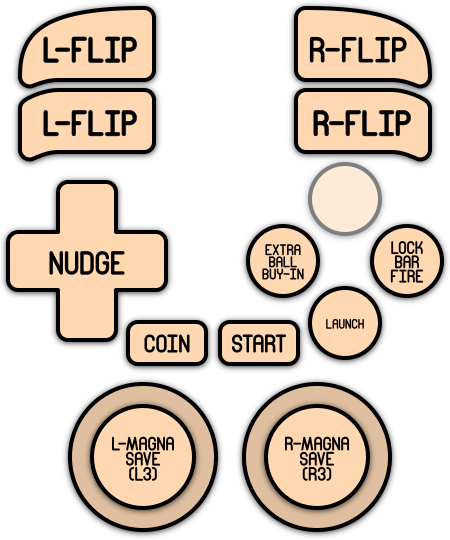 L-FLIP
R-FLIP
L-FLIP
R-FLIP
NUDGE
EXTRA
BALL
BUY-IN
LOCK
BAR
FIRE
LAUNCH
COIN
START
L-MAGNA
SAVE
(L3)
R-MAGNA
SAVE
(R3)